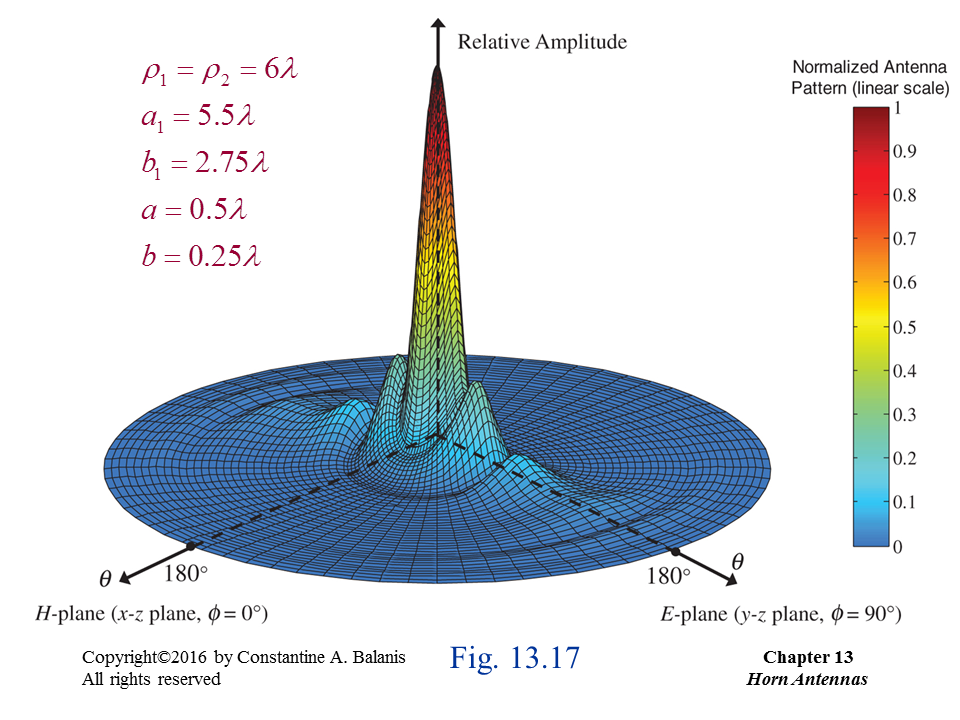 Relative Amplitude
ρ₁ = ρ₂ = 6λ
a₁ = 5.5λ
b₁ = 2.75λ
a = 0.5λ
b = 0.25λ
Normalized Antenna
Pattern (linear scale)
1
0.9
0.8
0.7
0.6
0.5
0.4
0.3
0.2
0.1
0
θ
180°
H-plane (x-z plane, ϕ = 0°)
180°
θ
E-plane (y-z plane, ϕ = 90°)
Copyright©2016 by Constantine A. Balanis
All rights reserved
Fig. 13.17
Chapter 13
Horn Antennas